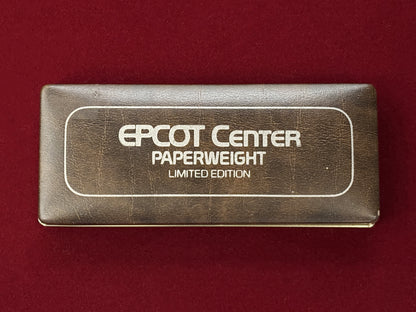 EPCOT CENTER
PAPERWEIGHT
LIMITED EDITION